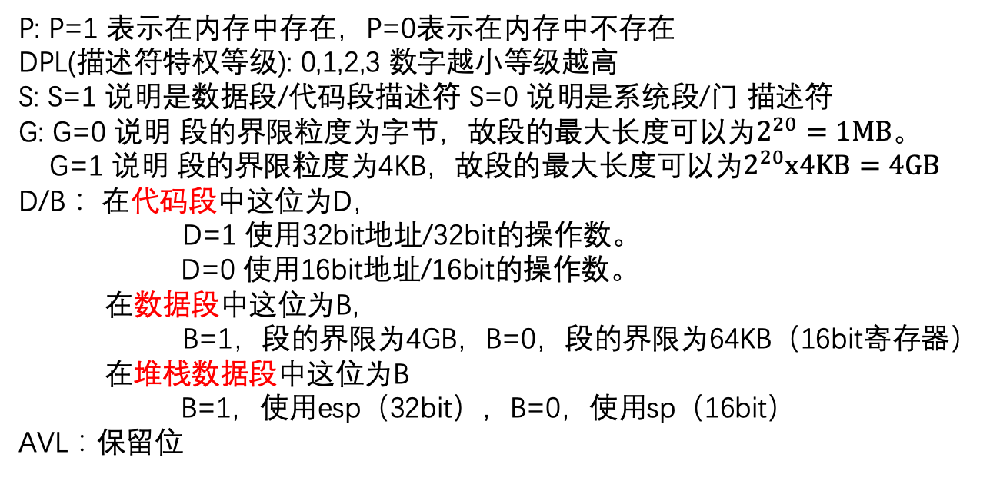 P: P=1 表示在内存中存在，P=0表示在内存中不存在
DPL(描述符特权等级): 0,1,2,3 数字越小等级越高
S: S=1 说明是数据段/代码段描述符 S=0 说明是系统段/门 描述符
G: G=0 说明 段的界限粒度为字节，故段的最大长度可以为2²⁰ = 1MB。
G=1 说明 段的界限粒度为4KB，故段的最大长度可以为2²⁰x4KB = 4GB
D/B： 在代码段中这位为D,
D=1 使用32bit地址/32bit的操作数。
D=0 使用16bit地址/16bit的操作数。
在数据段中这位为B,
B=1，段的界限为4GB，B=0，段的界限为64KB（16bit寄存器）
在堆栈数据段中这位为B
B=1，使用esp（32bit），B=0，使用sp（16bit）
AVL：保留位